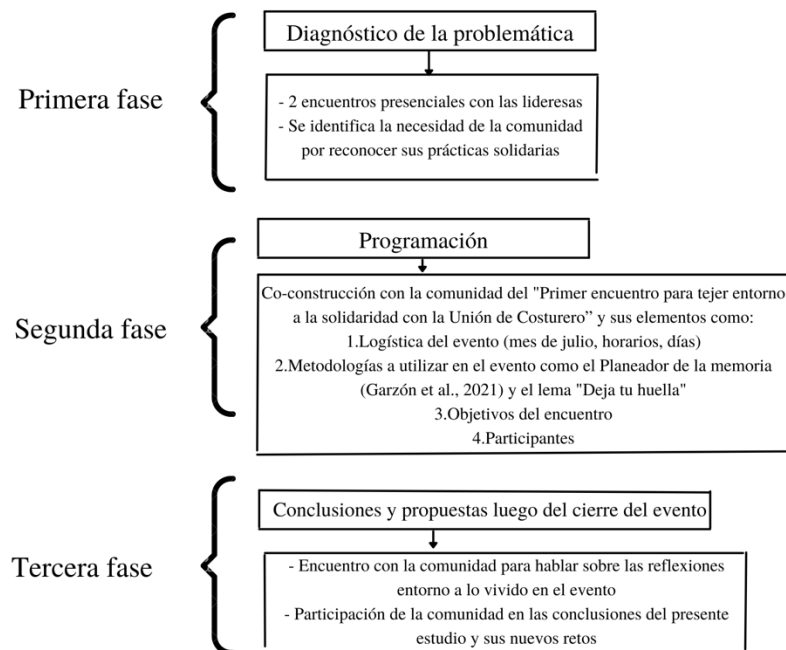 Primera fase
Diagnóstico de la problemática
- 2 encuentros presenciales con las lideresas
- Se identifica la necesidad de la comunidad
por reconocer sus prácticas solidarias
Segunda fase
Programación
Co-construcción con la comunidad del "Primer encuentro para tejer entorno
a la solidaridad con la Unión de Costurero” y sus elementos como:
1.Logística del evento (mes de julio, horarios, días)
2.Metodologías a utilizar en el evento como el Planeador de la memoria
(Garzón et al., 2021) y el lema "Deja tu huella"
3.Objetivos del encuentro
4.Participantes
Tercera fase
Conclusiones y propuestas luego del cierre del evento
- Encuentro con la comunidad para hablar sobre las reflexiones
entorno a lo vivido en el evento
- Participación de la comunidad en las conclusiones del presente
estudio y sus nuevos retos